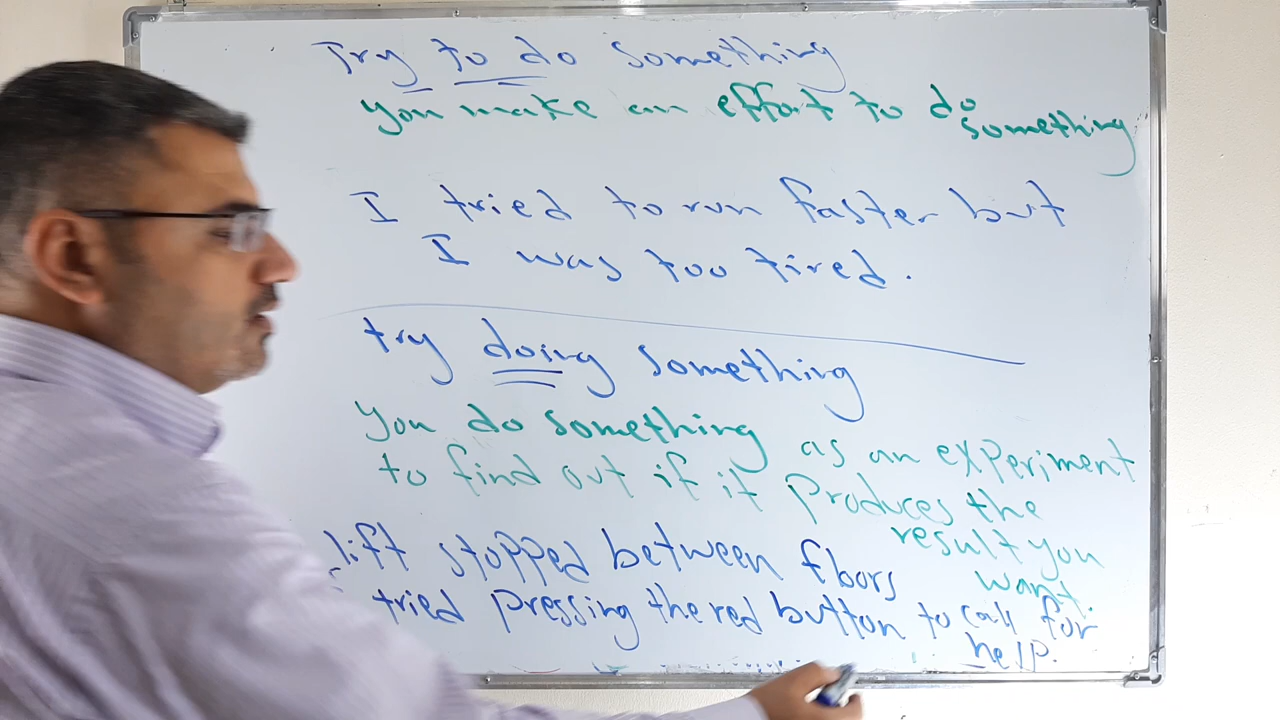 Try to do something
you make an effort to do something
I tried to run faster but
I was too tired.
try doing something
you do something as an experiment
to find out if it produces the
result you
want.
lift stopped between floors
tried pressing the red button to call for
help.